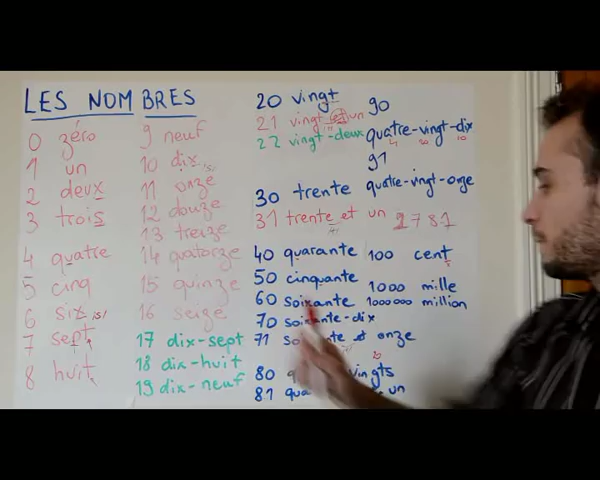 LES NOMBRES
0 zéro
1 un
2 deux
3 trois
4 quatre
5 cinq
6 six /s/
7 sept
8 huit
9 neuf
10 dix /s/
11 onze
12 douze
13 treize
14 quatorze
15 quinze
16 seize
17 dix-sept
18 dix-huit
19 dix-neuf
20 vingt
21 vingt et un
22 vingt-deux
30 trente
31 trente et un
40 quarante
50 cinquante
60 soixante
70 soixante-dix
71 et onze
80 vingts
81 un
90
quatre-vingt-dix
4 20 10
91
quatre-vingt-onze
2781
100 cent
1000 mille
1000000 million